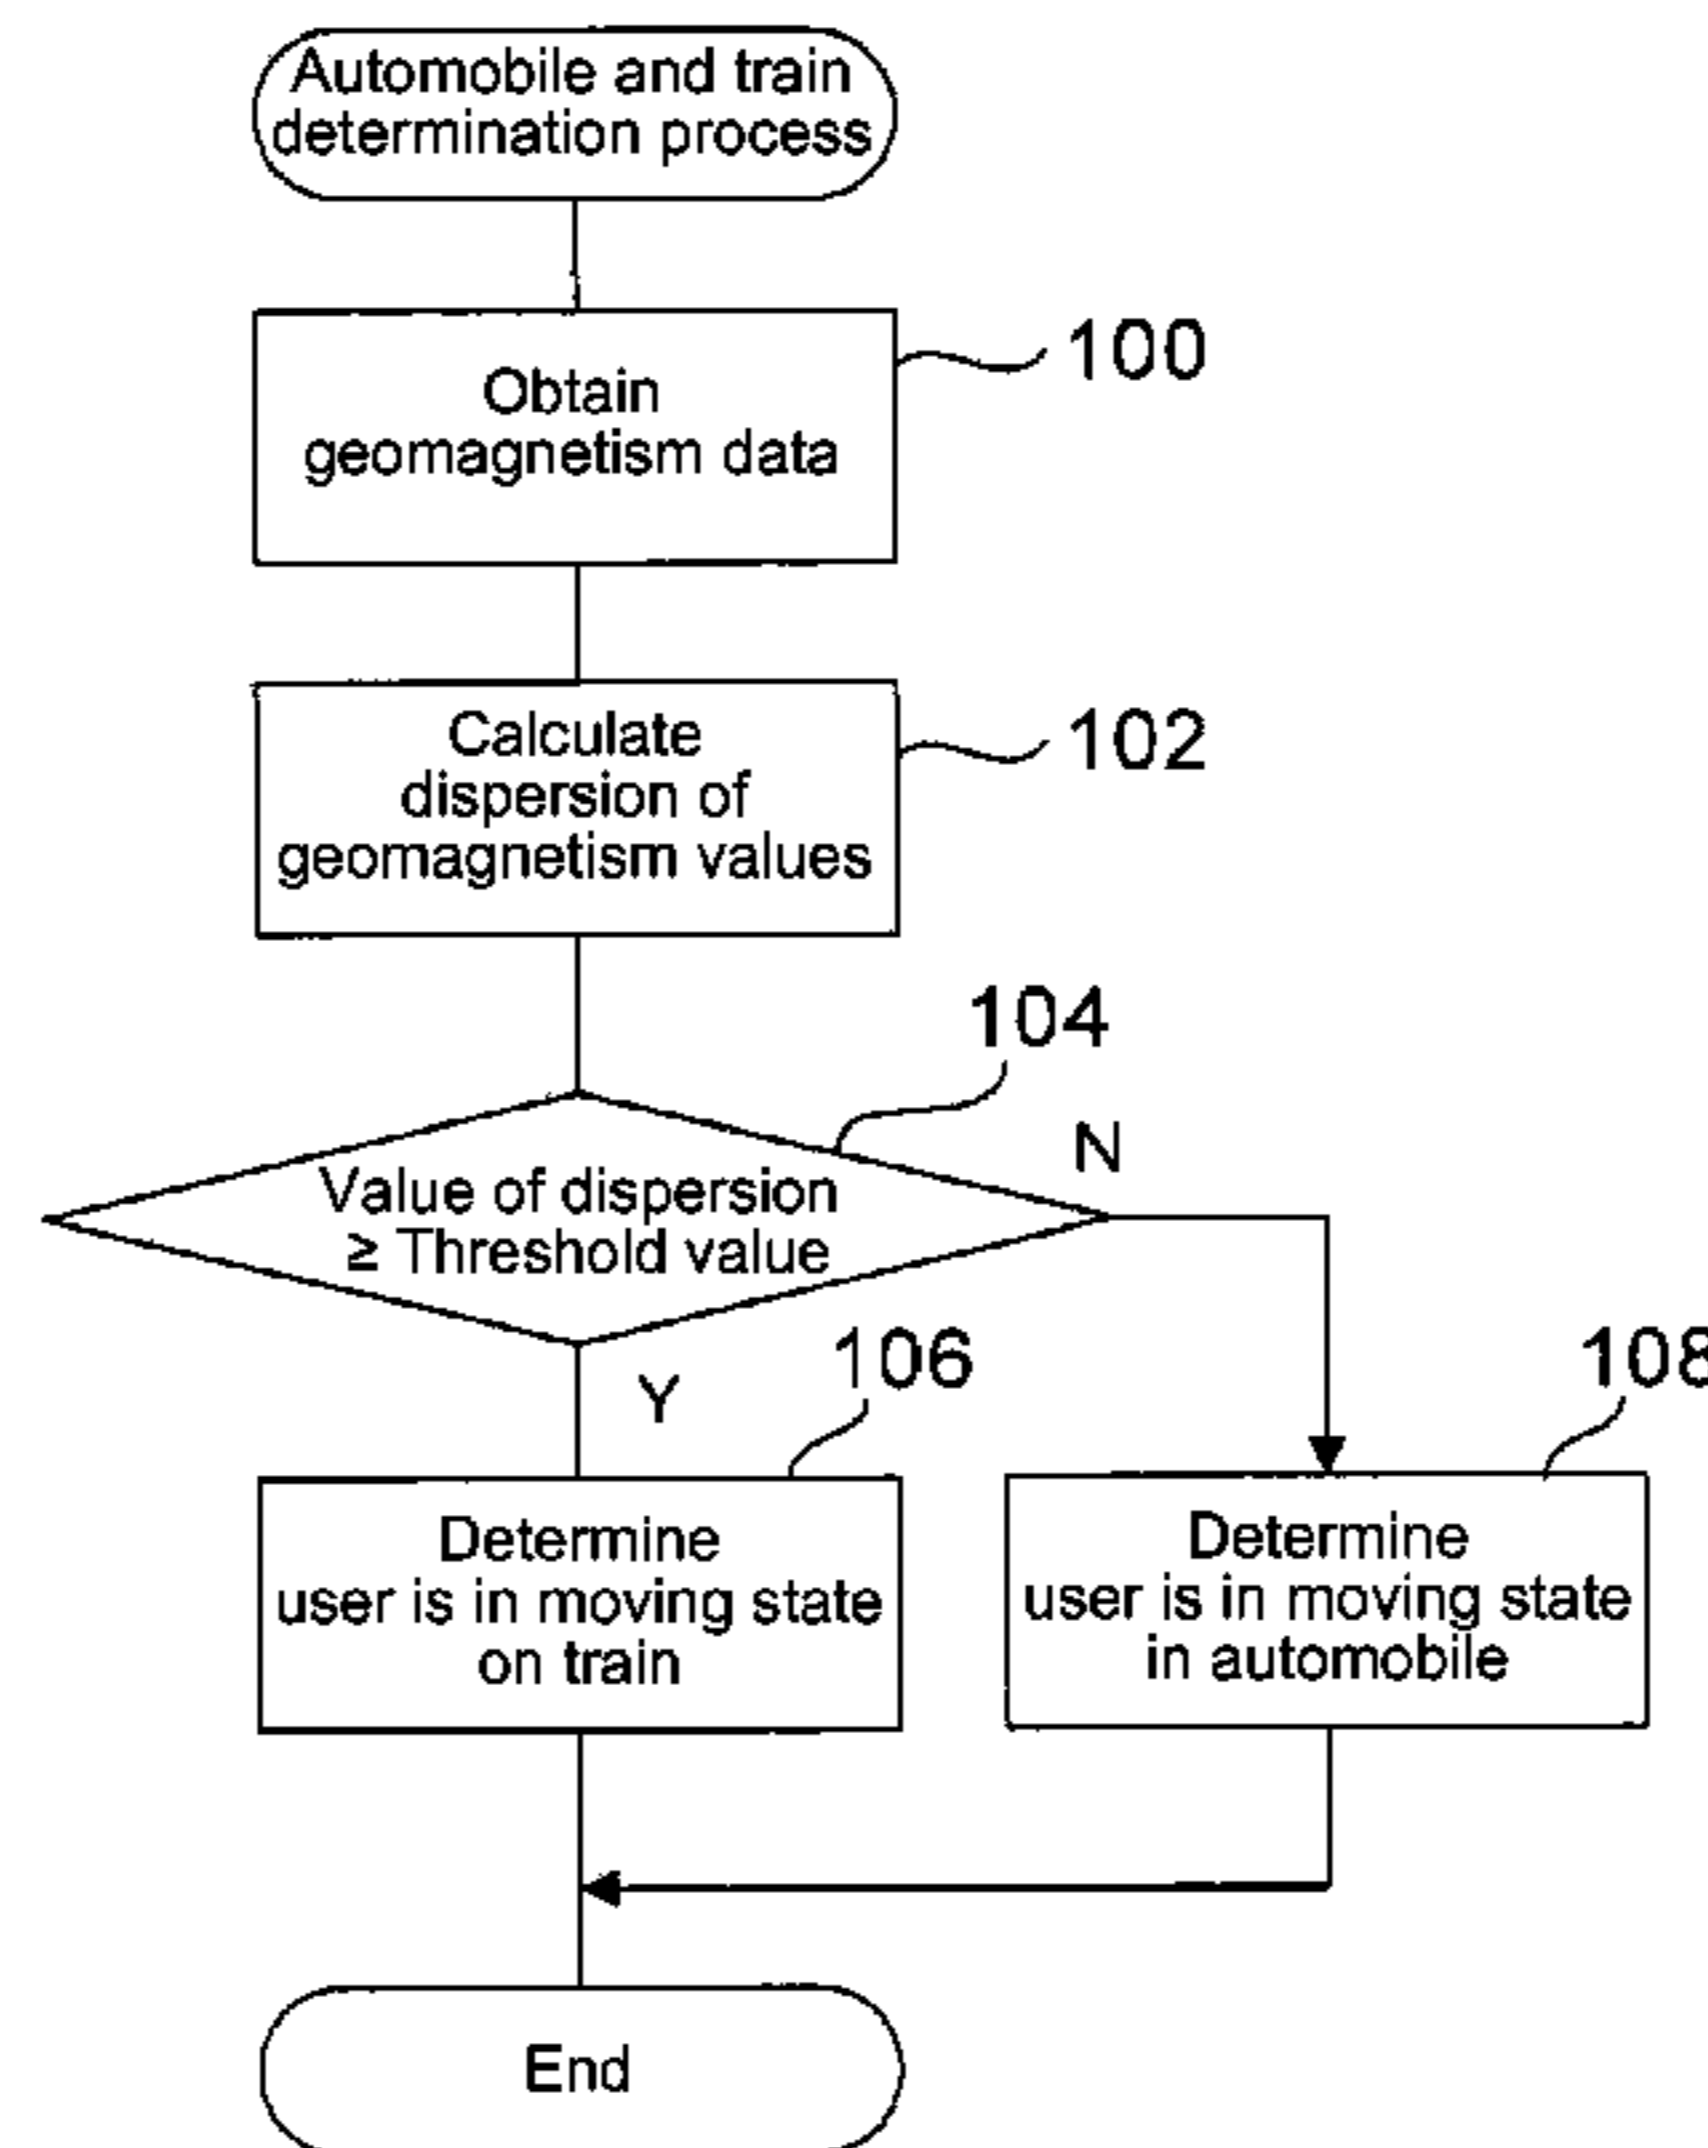 Automobile and train
determination process
100
Obtain
geomagnetism data
102
Calculate
dispersion of
geomagnetism values
104
N
Value of dispersion
≥ Threshold value
Y
106
108
Determine
user is in moving state
on train
Determine
user is in moving state
in automobile
End